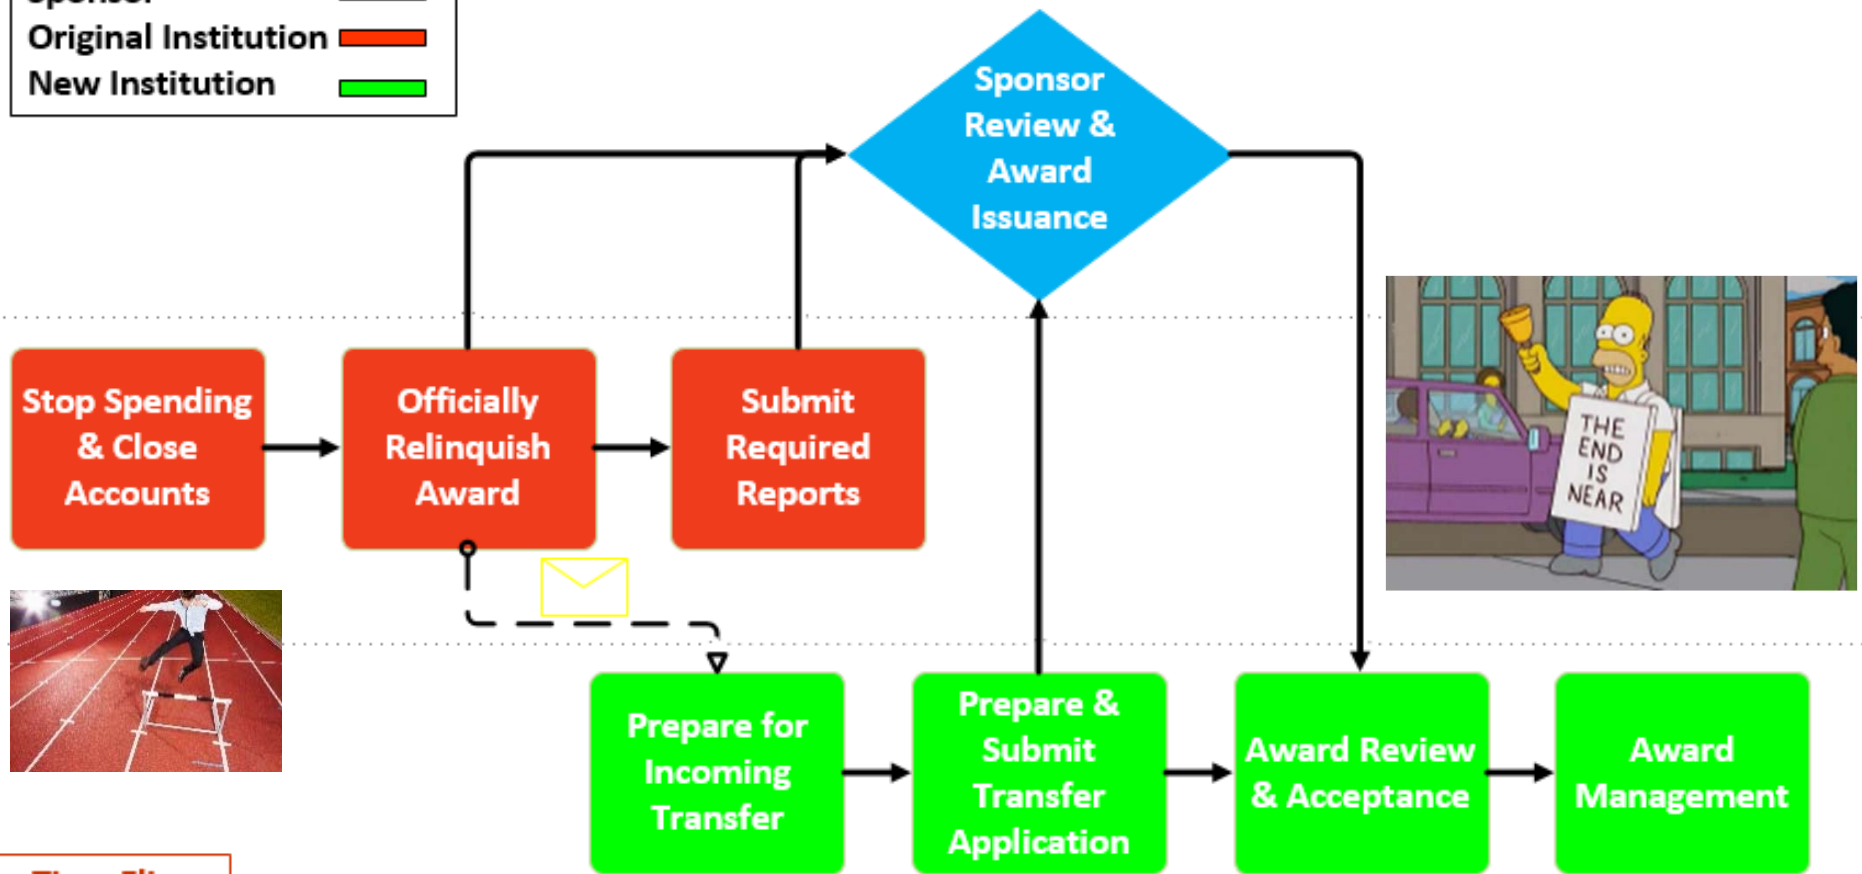 Sponsor
Original Institution
New Institution
Sponsor
Review &
Award
Issuance
Stop Spending
& Close
Accounts
Officially
Relinquish
Award
Submit
Required
Reports
THE
END
IS
NEAR
Prepare for
Incoming
Transfer
Prepare &
Submit
Transfer
Application
Award Review
& Acceptance
Award
Management